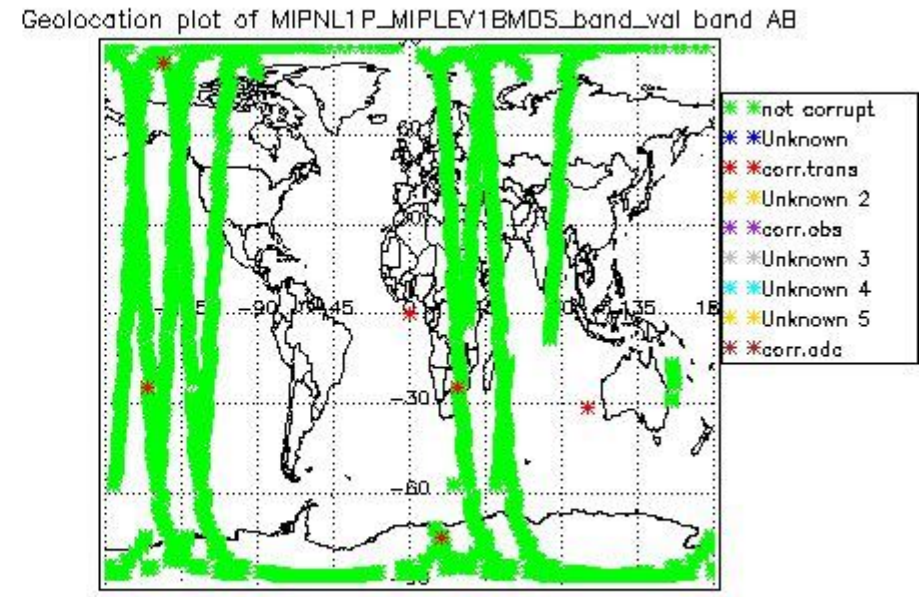 Geolocation plot of MIPNL1P_MIPLEV1BMDS_band_val band AB
not corrupt
Unknown
corr.trans
Unknown 2
corr.obs
Unknown 3
Unknown 4
Unknown 5
corr.adc
60
-90
-45
-30
-60